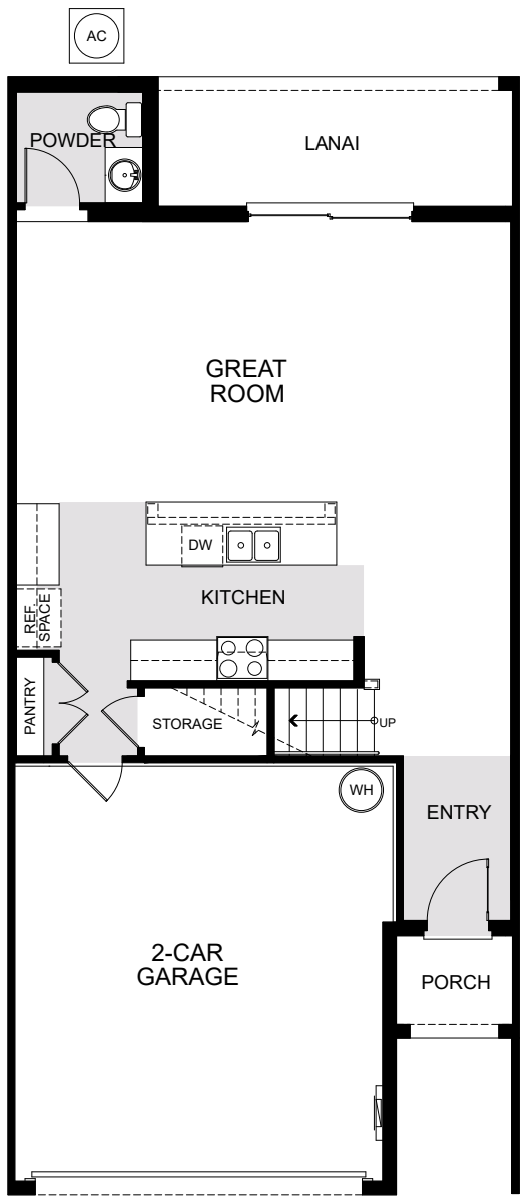 AC
POWDER
LANAI
GREAT
ROOM
DW
KITCHEN
REF.
SPACE
PANTRY
STORAGE
UP
WH
ENTRY
2-CAR
GARAGE
PORCH